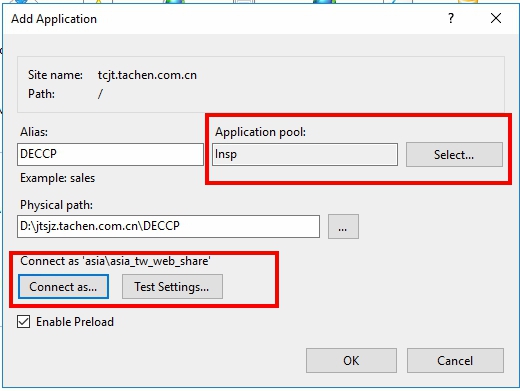 Add Application
?
Site name: tcjt.tachen.com.cn
Path: /
Alias:
Application pool:
DECCP
Insp
Select...
Example: sales
Physical path:
D:\jtsjz.tachen.com.cn\DECCP
...
Connect as 'asia\asia_tw_web_share'
Connect as...
Test Settings...
Enable Preload
OK
Cancel